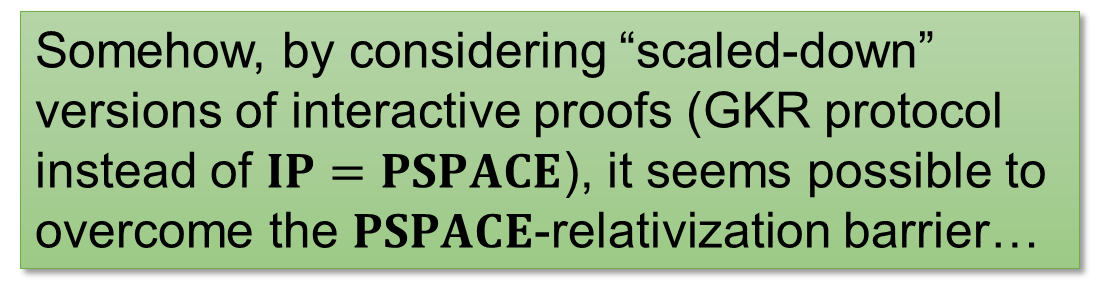 Somehow, by considering “scaled-down”
versions of interactive proofs (GKR protocol
instead of IP = PSPACE), it seems possible to
overcome the PSPACE-relativization barrier…